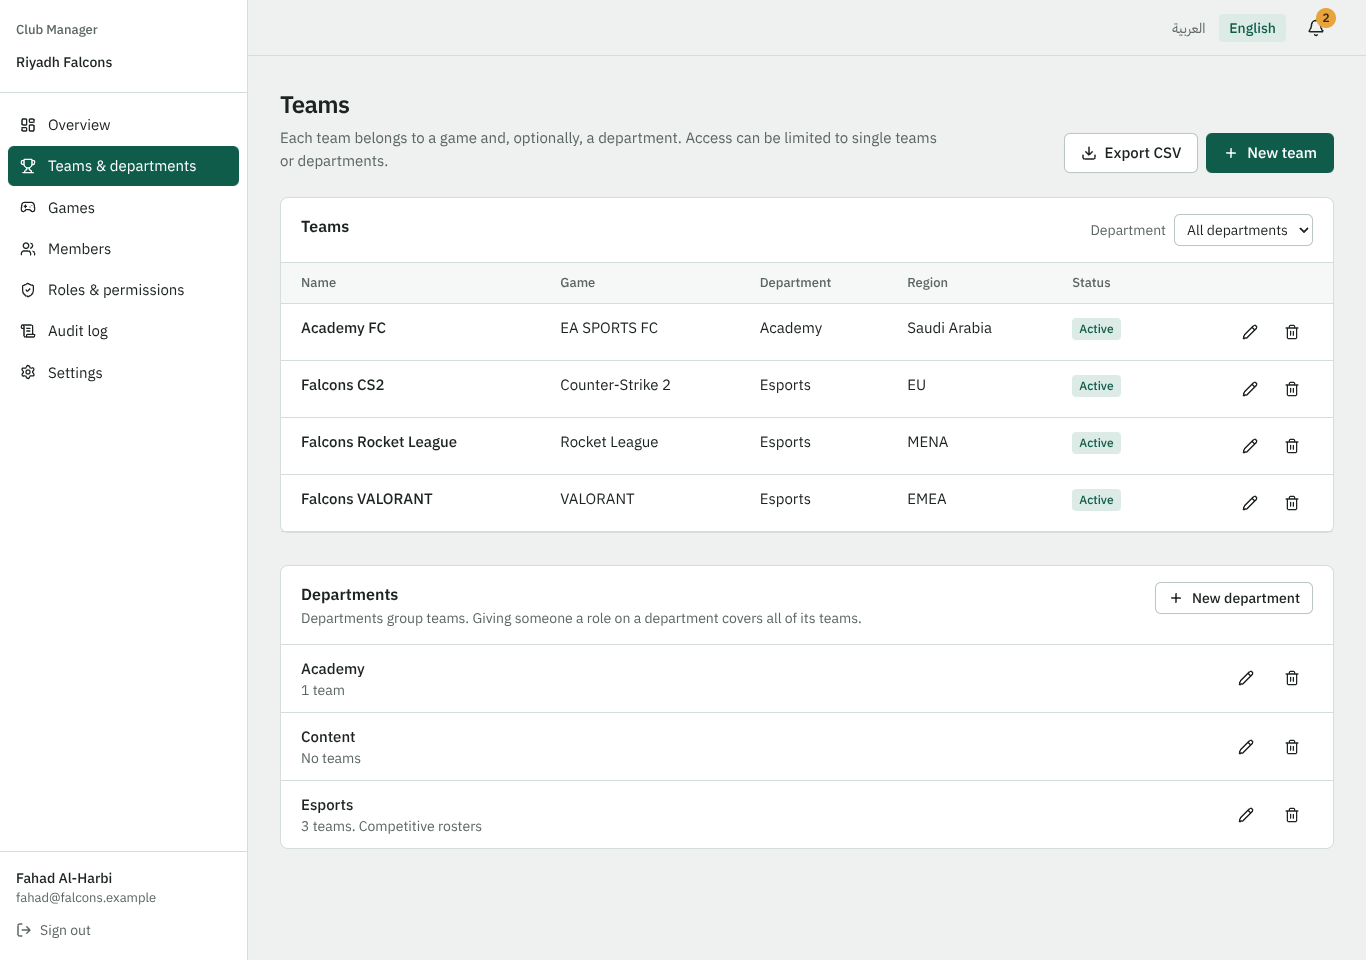 Club Manager
Riyadh Falcons
Overview
Teams & departments
Games
Members
Roles & permissions
Audit log
Settings
Fahad Al-Harbi
fahad@falcons.example
Sign out
العربية
English
2
Teams
Each team belongs to a game and, optionally, a department. Access can be limited to single teams
or departments.
Export CSV
New team
Teams
Department
All departments
Name Game Department Region Status
Academy FC EA SPORTS FC Academy Saudi Arabia Active
Falcons CS2 Counter-Strike 2 Esports EU Active
Falcons Rocket League Rocket League Esports MENA Active
Falcons VALORANT VALORANT Esports EMEA Active
Departments
Departments group teams. Giving someone a role on a department covers all of its teams.
New department
Academy
1 team
Content
No teams
Esports
3 teams. Competitive rosters